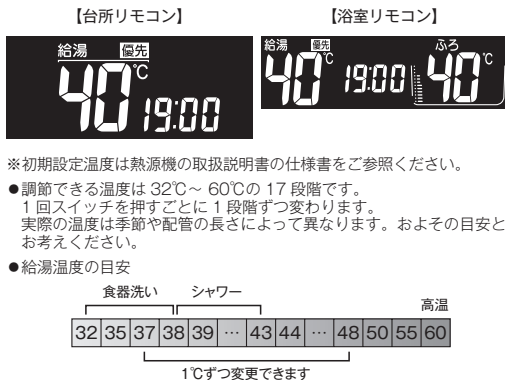 【台所リモコン】 【浴室リモコン】
給湯 優先
40℃
19:00
給湯 優先 ふろ
40℃ 19:00 40℃
※初期設定温度は熱源機の取扱説明書の仕様書をご参照ください。
●調節できる温度は 32℃～ 60℃の 17 段階です。
1 回スイッチを押すごとに 1 段階ずつ変わります。
実際の温度は季節や配管の長さによって異なります。およその目安と
お考えください。
●給湯温度の目安
食器洗い シャワー
高温
32 35 37 38 39 … 43 44 … 48 50 55 60
1℃ずつ変更できます